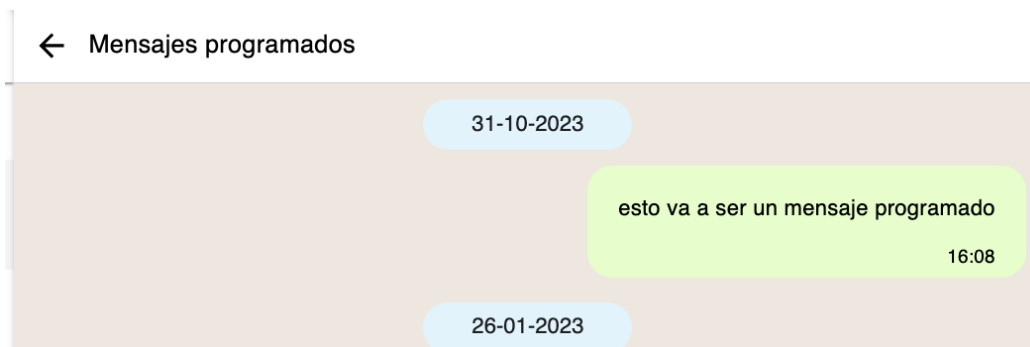 Mensajes programados
31-10-2023
esto va a ser un mensaje programado
16:08
26-01-2023